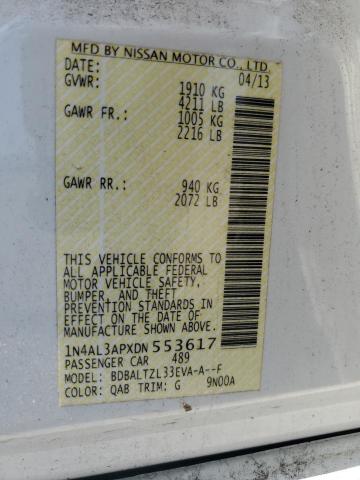 MFD BY NISSAN MOTOR CO., LTD.
DATE: 04/13
GVWR: 1910 KG
4211 LB
GAWR FR.: 1005 KG
2216 LB
GAWR RR.: 940 KG
2072 LB
THIS VEHICLE CONFORMS TO
ALL APPLICABLE FEDERAL
MOTOR VEHICLE SAFETY,
BUMPER, AND THEFT
PREVENTION STANDARDS IN
EFFECT ON THE DATE OF
MANUFACTURE SHOWN ABOVE.
1N4AL3APXDN 553617
PASSENGER CAR 489
MODEL: BDBALTZL33EVA-A--F
COLOR: QAB TRIM: G 9N00A